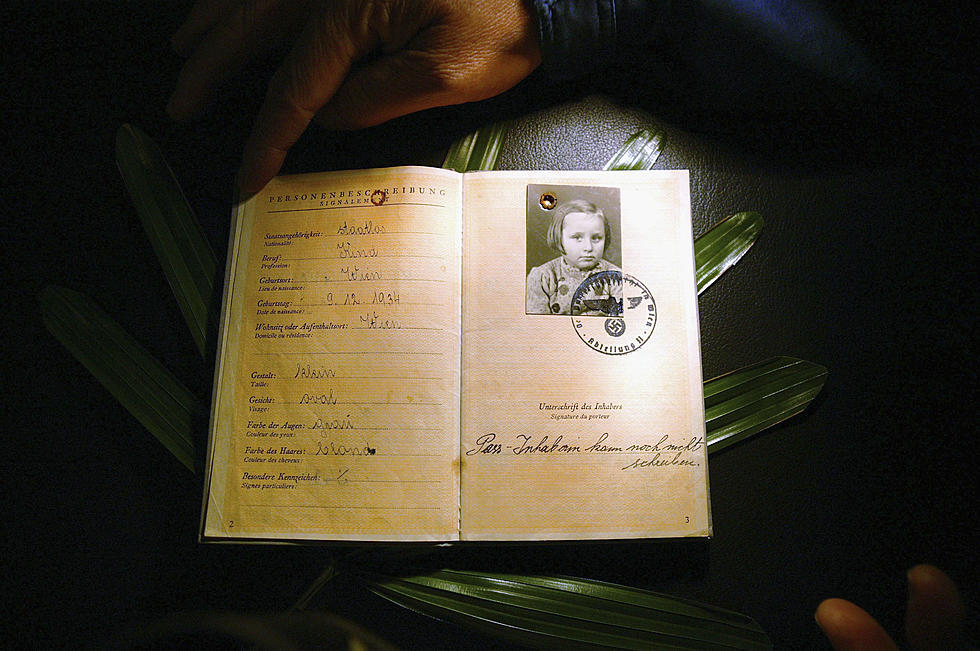 PERSONENBESCHREIBUNG
SIGNALEMENT
Staatsangehörigkeit: staatlos
Nationalité:
Beruf: Kind
Profession:
Geburtsort: Wien
Lieu de naissance:
Geburtstag: 9. 12. 1934
Date de naissance:
Wohnsitz oder Aufenthaltsort: Wien
Domicile ou résidence:
Gestalt: klein
Taille:
Gesicht: oval
Visage:
Farbe der Augen: grau
Couleur des yeux:
Farbe des Haares: blond
Couleur des cheveux:
Besondere Kennzeichen:
Signes particuliers:
2
in Wien
Abteilung II
Unterschrift des Inhabers
Signature du porteur
Pass-Inhaberin kann noch nicht
schreiben.
3